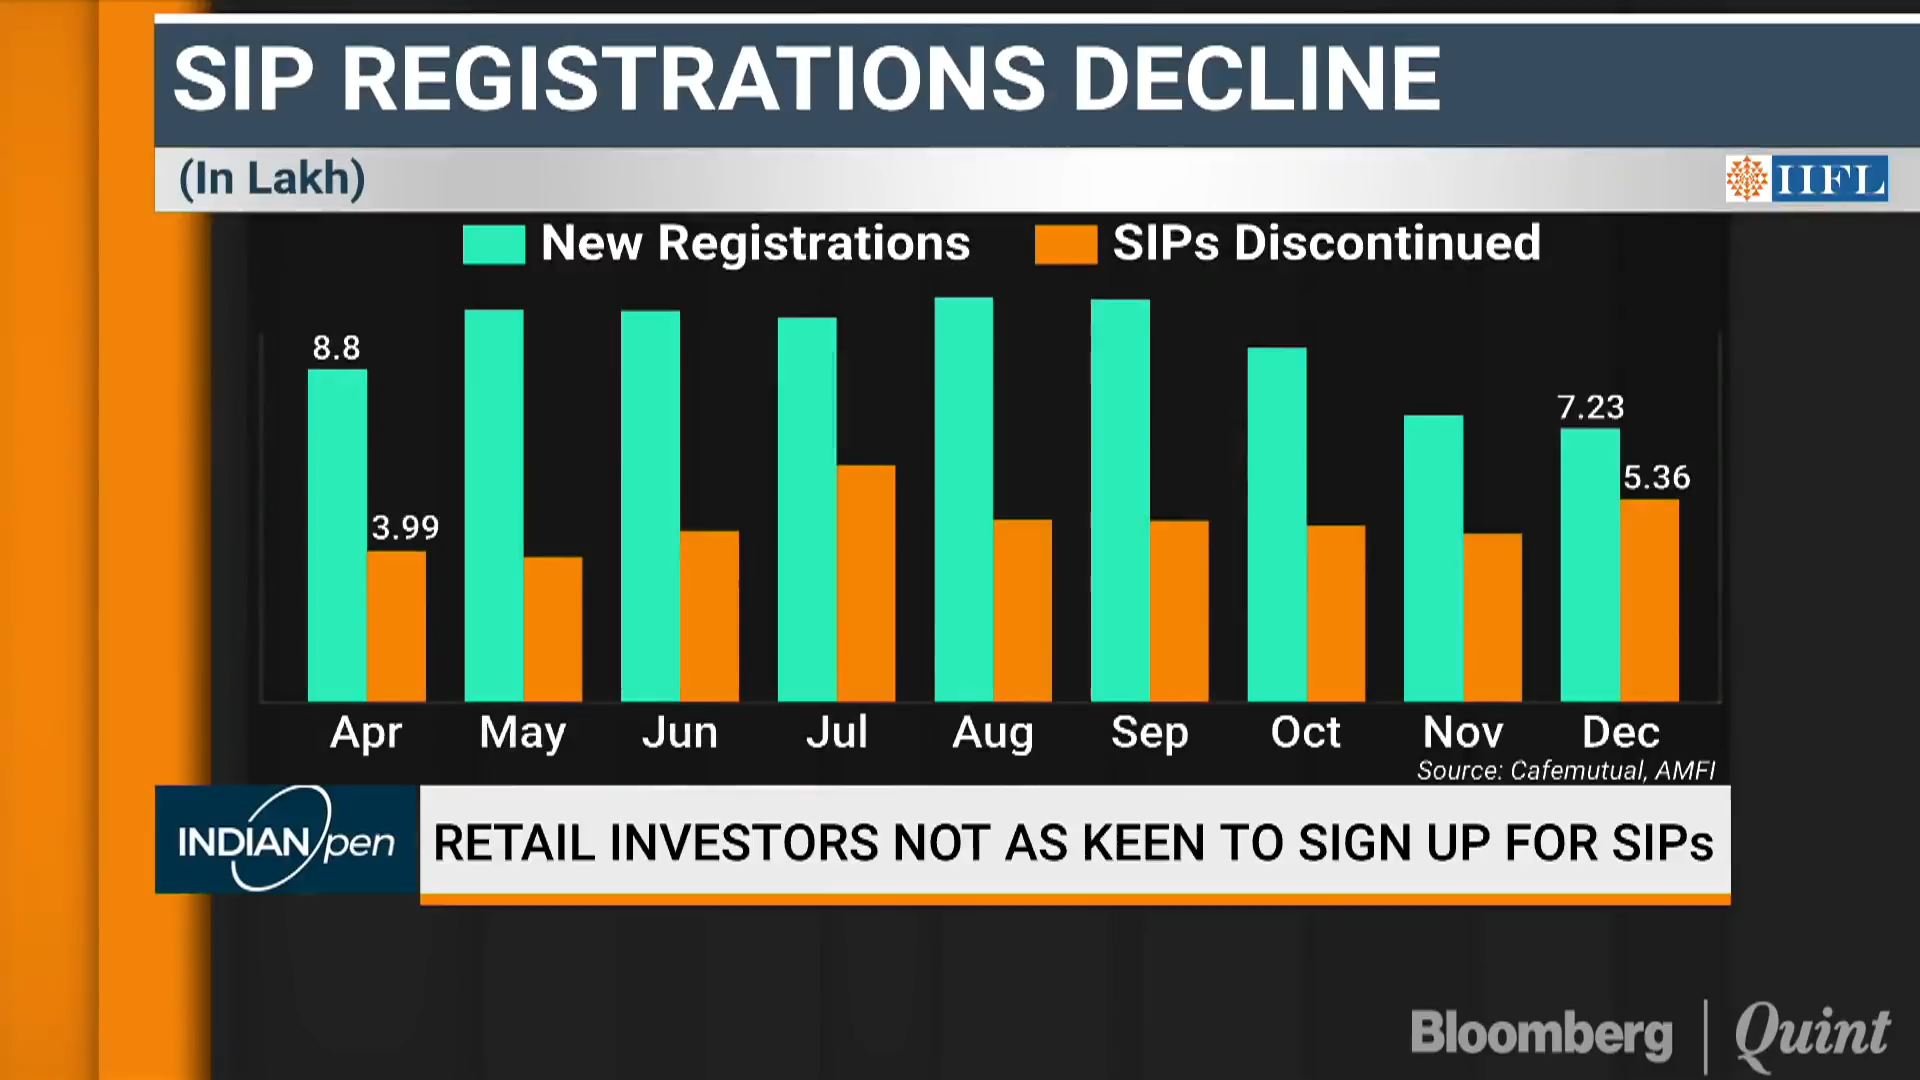 SIP REGISTRATIONS DECLINE
(In Lakh)
IIFL
New Registrations SIPs Discontinued
8.8
3.99
7.23
5.36
Apr May Jun Jul Aug Sep Oct Nov Dec
Source: Cafemutual, AMFI
INDIAN Open
RETAIL INVESTORS NOT AS KEEN TO SIGN UP FOR SIPs
Bloomberg | Quint